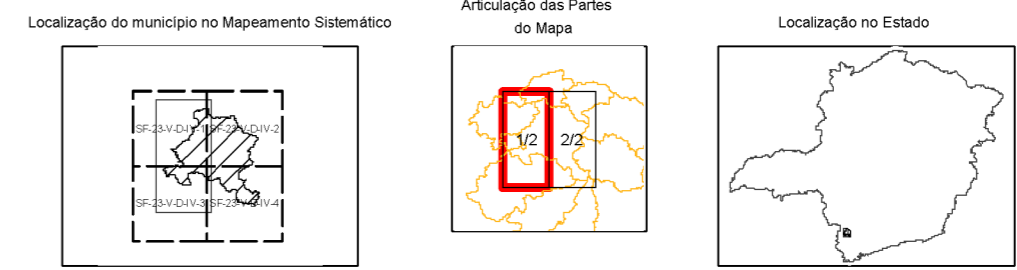 Localização do município no Mapeamento Sistemático
Articulação das Partes
do Mapa
Localização no Estado
SF-23-V-D-IV-1
SF-23-V-D-IV-2
SF-23-V-D-IV-3
SF-23-V-D-IV-4
1/2
2/2